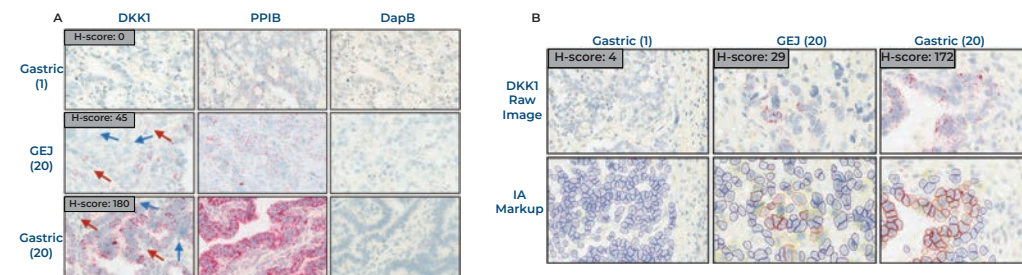 A
DKK1 PPIB DapB
H-score: 0
Gastric
(1)
H-score: 45
GEJ
(20)
H-score: 180
Gastric
(20)
B
Gastric (1) GEJ (20) Gastric (20)
H-score: 4 H-score: 29 H-score: 172
DKK1
Raw
Image
IA
Markup